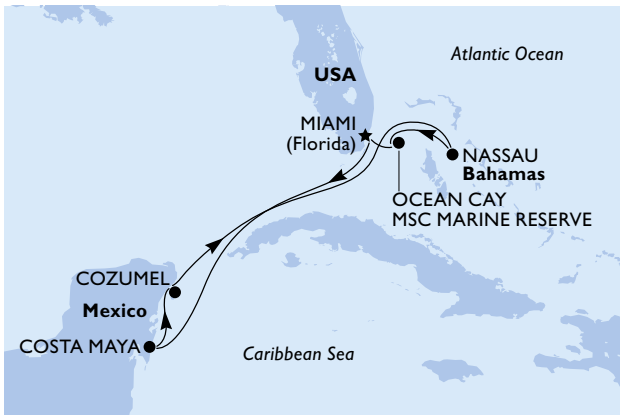 Atlantic Ocean
USA
MIAMI
(Florida)
NASSAU
Bahamas
OCEAN CAY
MSC MARINE RESERVE
COZUMEL
Mexico
COSTA MAYA
Caribbean Sea